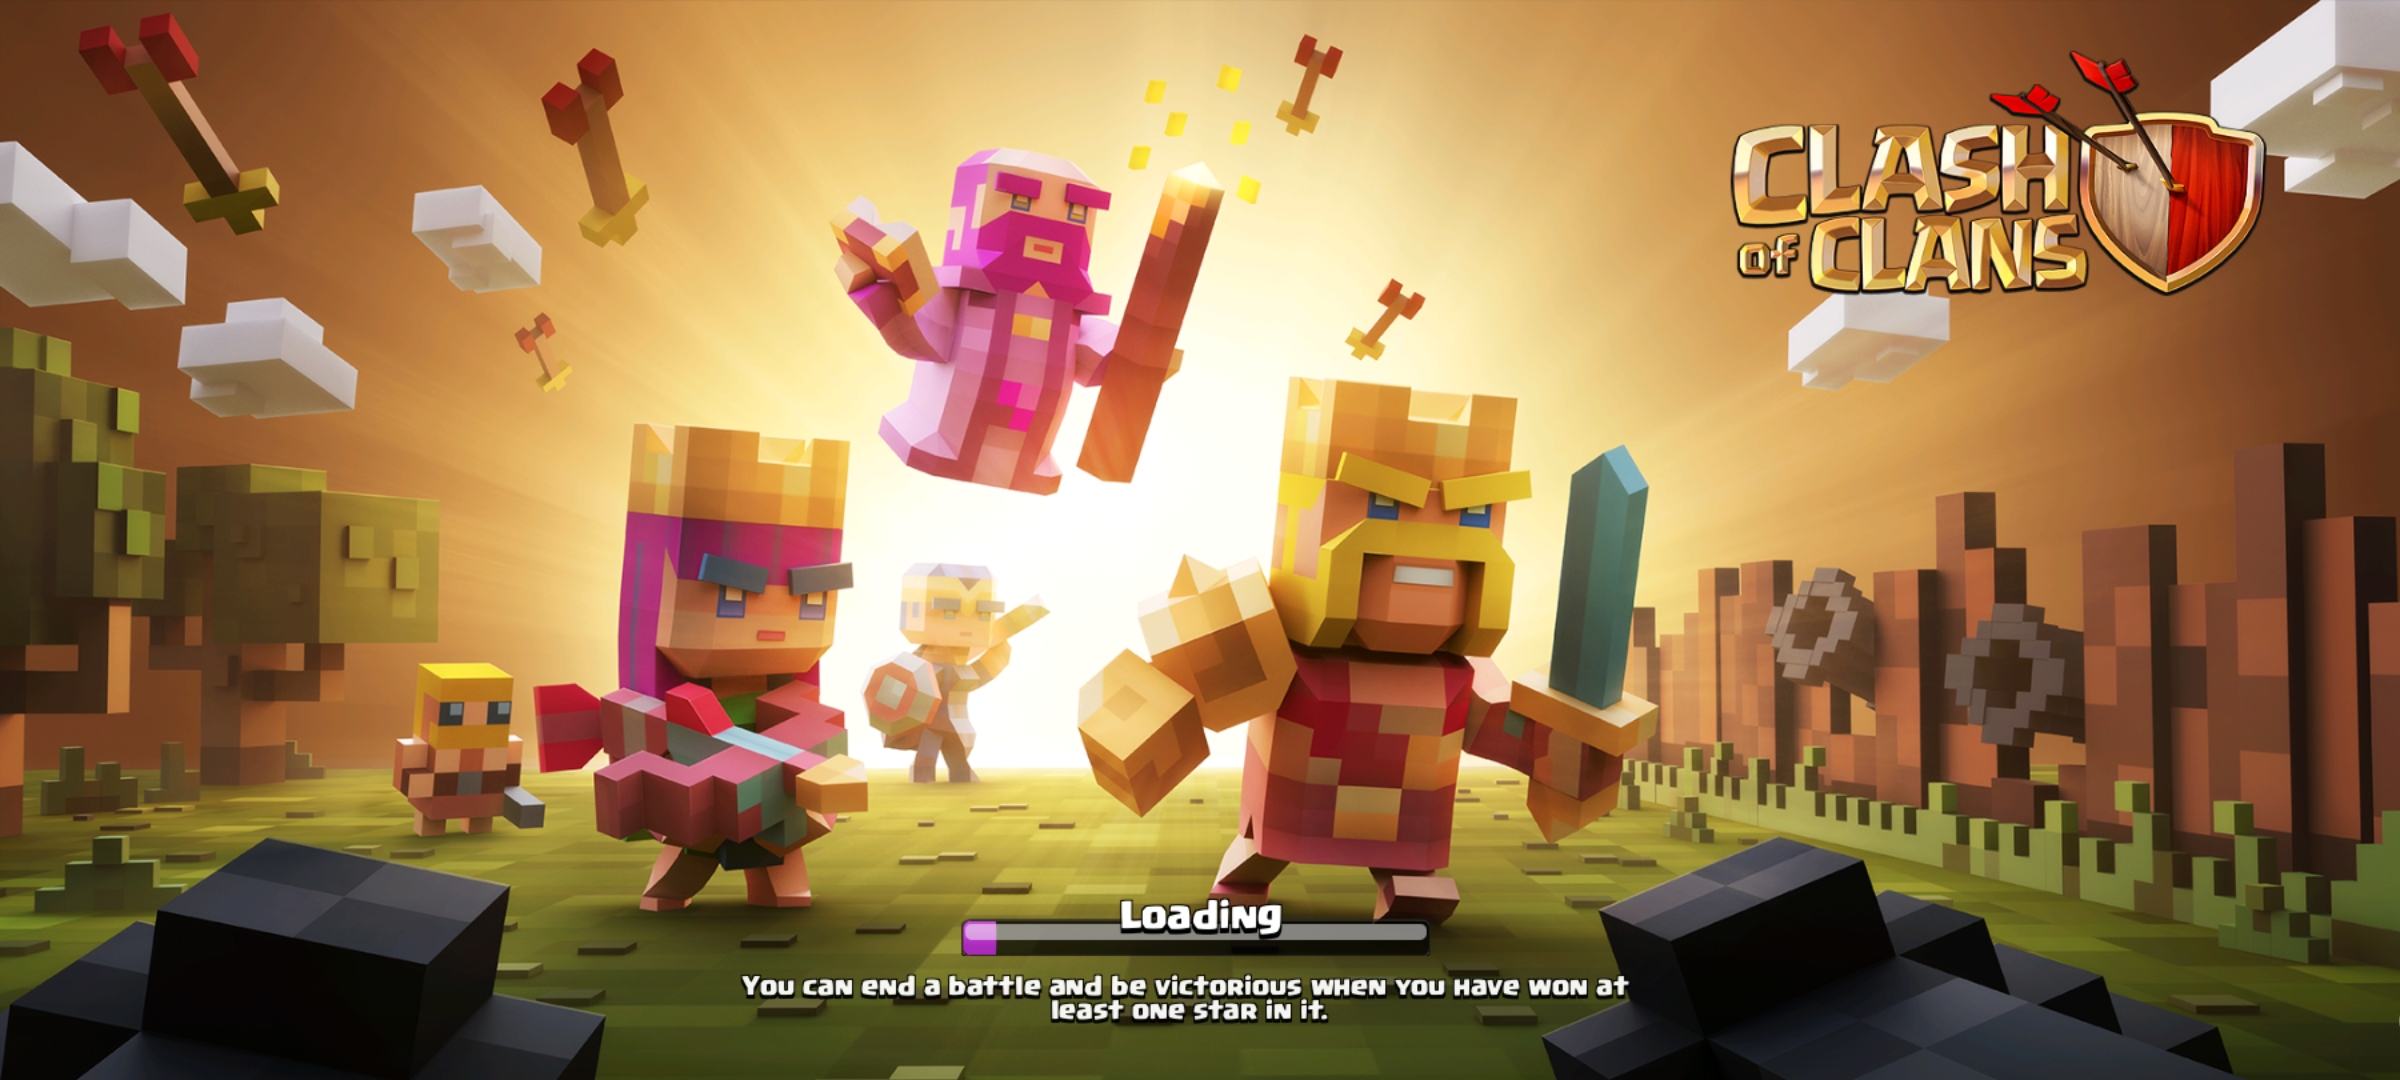 CLASH
of CLANS
Loading
You can end a battle and be victorious when you have won at
least one star in it.